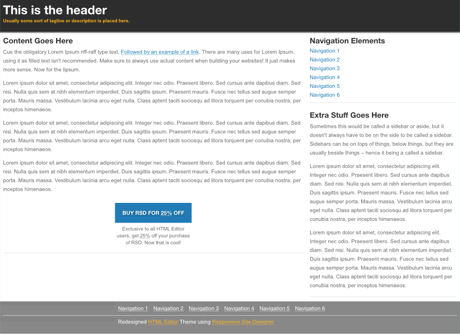 This is the header
Usually some sort of tagline or description is placed here.
Content Goes Here
Cue the obligatory Lorem Ipsum riff-raff type text. Followed by an example of a link. There are many uses for Lorem Ipsum,
using it as filled text isn't recommended. Make sure to always use actual content when building your websites! It just makes
more sense. Now for the lipsum.
Lorem ipsum dolor sit amet, consectetur adipiscing elit. Integer nec odio. Praesent libero. Sed cursus ante dapibus diam. Sed
nisi. Nulla quis sem at nibh elementum imperdiet. Duis sagittis ipsum. Praesent mauris. Fusce nec tellus sed augue semper
porta. Mauris massa. Vestibulum lacinia arcu eget nulla. Class aptent taciti sociosqu ad litora torquent per conubia nostra, per
inceptos himenaeos.
Lorem ipsum dolor sit amet, consectetur adipiscing elit. Integer nec odio. Praesent libero. Sed cursus ante dapibus diam. Sed
nisi. Nulla quis sem at nibh elementum imperdiet. Duis sagittis ipsum. Praesent mauris. Fusce nec tellus sed augue semper
porta. Mauris massa. Vestibulum lacinia arcu eget nulla. Class aptent taciti sociosqu ad litora torquent per conubia nostra, per
inceptos himenaeos.
Lorem ipsum dolor sit amet, consectetur adipiscing elit. Integer nec odio. Praesent libero. Sed cursus ante dapibus diam. Sed
nisi. Nulla quis sem at nibh elementum imperdiet. Duis sagittis ipsum. Praesent mauris. Fusce nec tellus sed augue semper
porta. Mauris massa. Vestibulum lacinia arcu eget nulla. Class aptent taciti sociosqu ad litora torquent per conubia nostra, per
inceptos himenaeos.
BUY RSD FOR 25% OFF
Exclusive to all HTML Editor
users, get 25% off your purchase
of RSD. Now that is cool!
Navigation Elements
Navigation 1
Navigation 2
Navigation 3
Navigation 4
Navigation 5
Navigation 6
Extra Stuff Goes Here
Sometimes this would be called a sidebar or aside, but it
doesn't always have to be on the side to be called a sidebar.
Sidebars can be on tops of things, below things, but they are
usually beside things – hence it being a called a sidebar.
Lorem ipsum dolor sit amet, consectetur adipiscing elit.
Integer nec odio. Praesent libero. Sed cursus ante dapibus
diam. Sed nisi. Nulla quis sem at nibh elementum imperdiet.
Duis sagittis ipsum. Praesent mauris. Fusce nec tellus sed
augue semper porta. Mauris massa. Vestibulum lacinia arcu
eget nulla. Class aptent taciti sociosqu ad litora torquent per
conubia nostra, per inceptos himenaeos.
Lorem ipsum dolor sit amet, consectetur adipiscing elit.
Integer nec odio. Praesent libero. Sed cursus ante dapibus
diam. Sed nisi. Nulla quis sem at nibh elementum imperdiet.
Duis sagittis ipsum. Praesent mauris. Fusce nec tellus sed
augue semper porta. Mauris massa. Vestibulum lacinia arcu
eget nulla. Class aptent taciti sociosqu ad litora torquent per
conubia nostra, per inceptos himenaeos.
Navigation 1 Navigation 2 Navigation 3 Navigation 4 Navigation 5 Navigation 6
Redesigned HTML Editor Theme using Responsive Site Designer